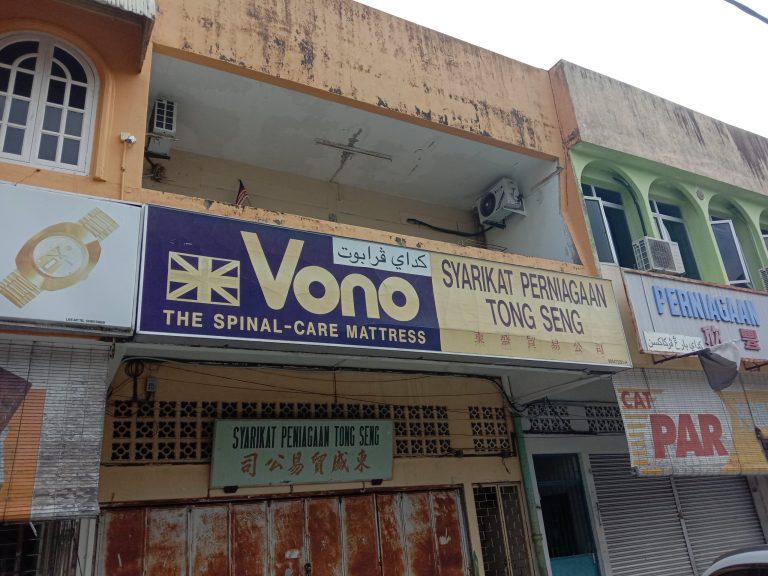 Vono
كداي ڤرابوت
THE SPINAL-CARE MATTRESS
SYARIKAT PERNIAGAAN
TONG SENG
東盛貿易公司
SYARIKAT PENIAGAAN TONG SENG
司公易貿盛東
PERNIAGAAN
CAT
PAR